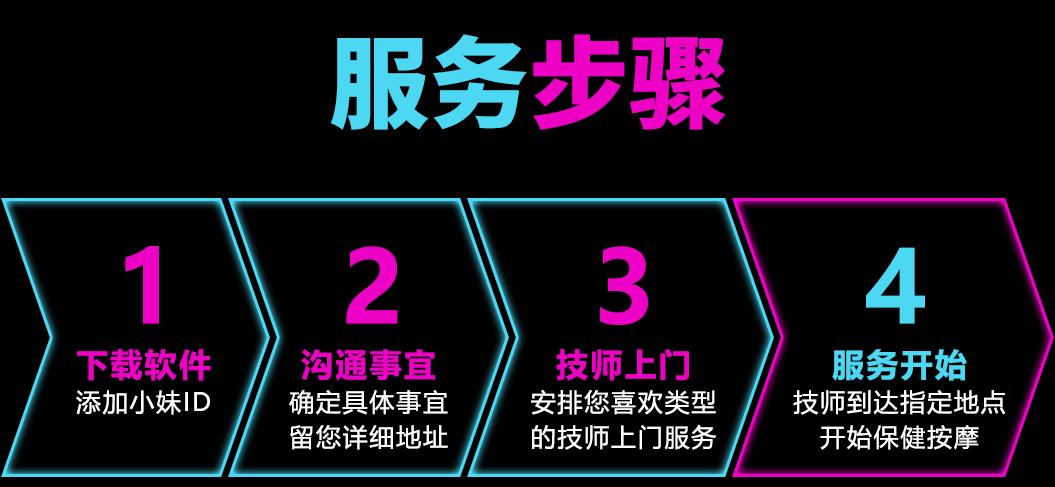 服务步骤
1
下载软件
添加小妹ID
2
沟通事宜
确定具体事宜
留您详细地址
3
技师上门
安排您喜欢类型
的技师上门服务
4
服务开始
技师到达指定地点
开始保健按摩